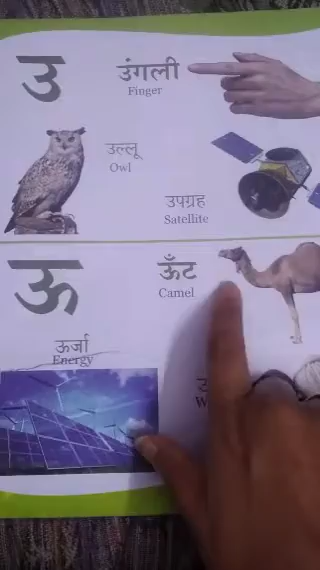 उ
उंगली
Finger
उल्लू
Owl
उपग्रह
Satellite
ऊ
ऊँट
Camel
ऊर्जा
Energy